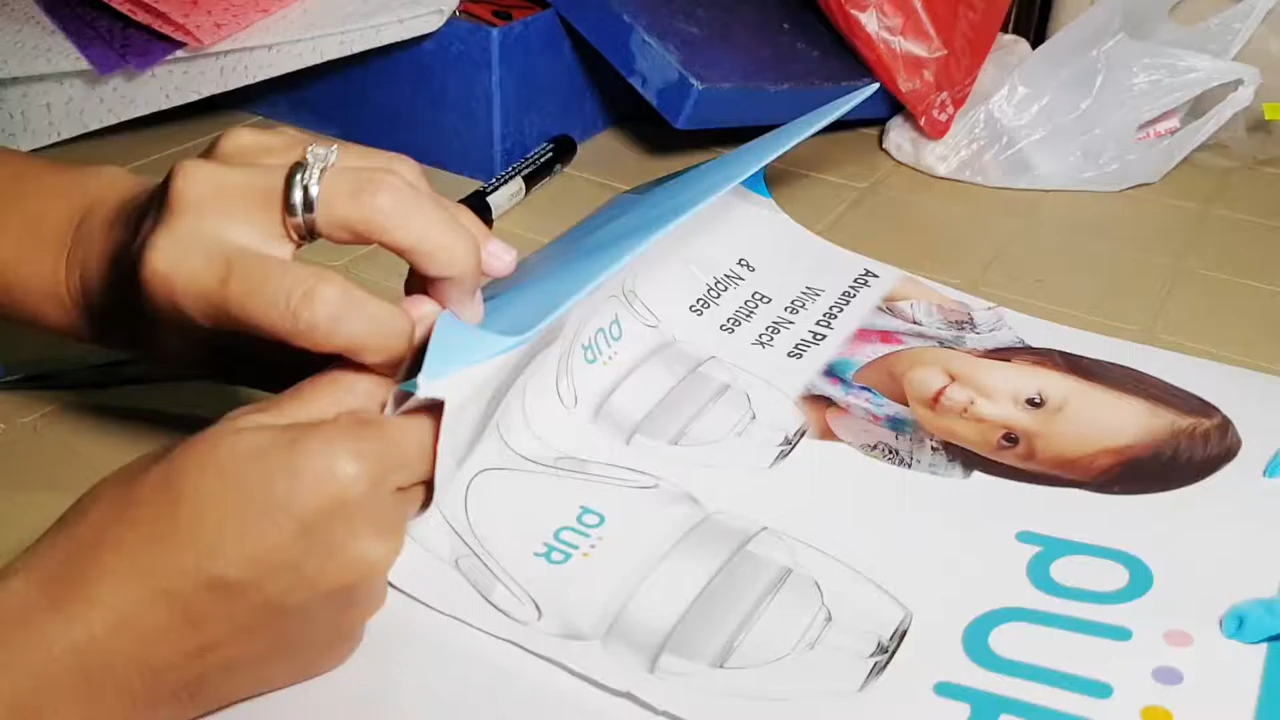 Advanced Plus
Wide Neck
Bottles
& Nipples
PUR
PUR
PUR